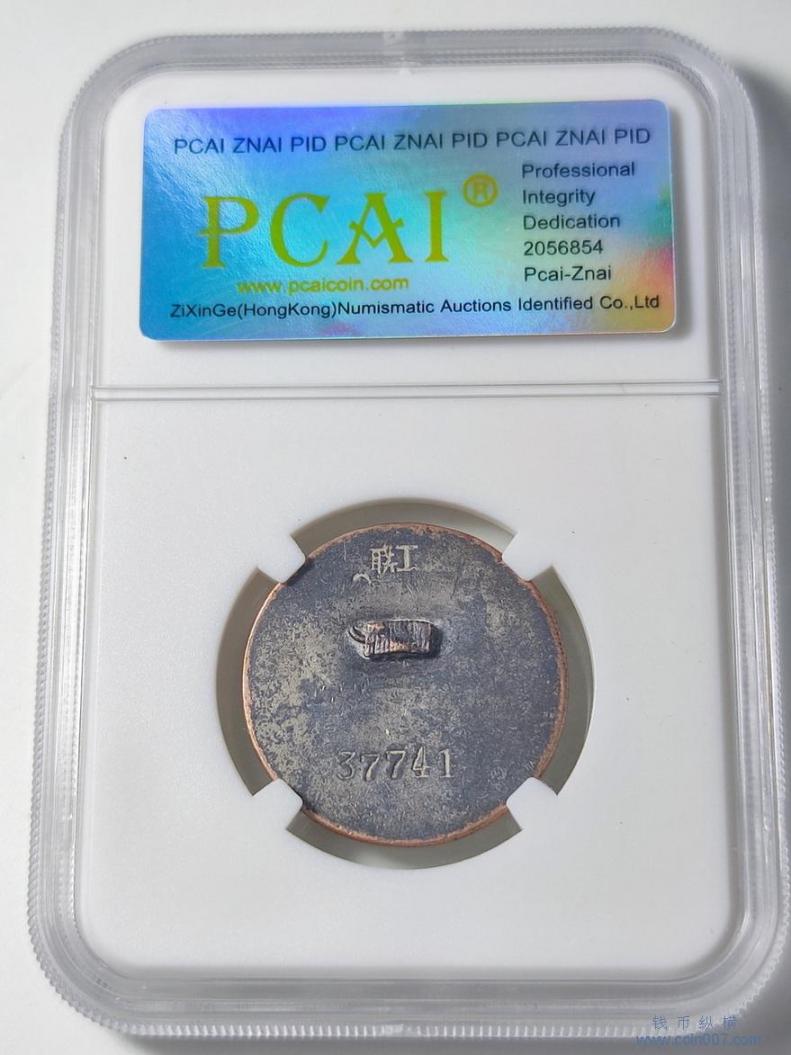 PCAI ZNAI PID PCAI ZNAI PID PCAI ZNAI PID
PCAI®
www.pcaicoin.com
Professional
Integrity
Dedication
2056854
Pcai-Znai
ZiXinGe(HongKong)Numismatic Auctions Identified Co.,Ltd
37741
钱币纵横
www.coin007.com